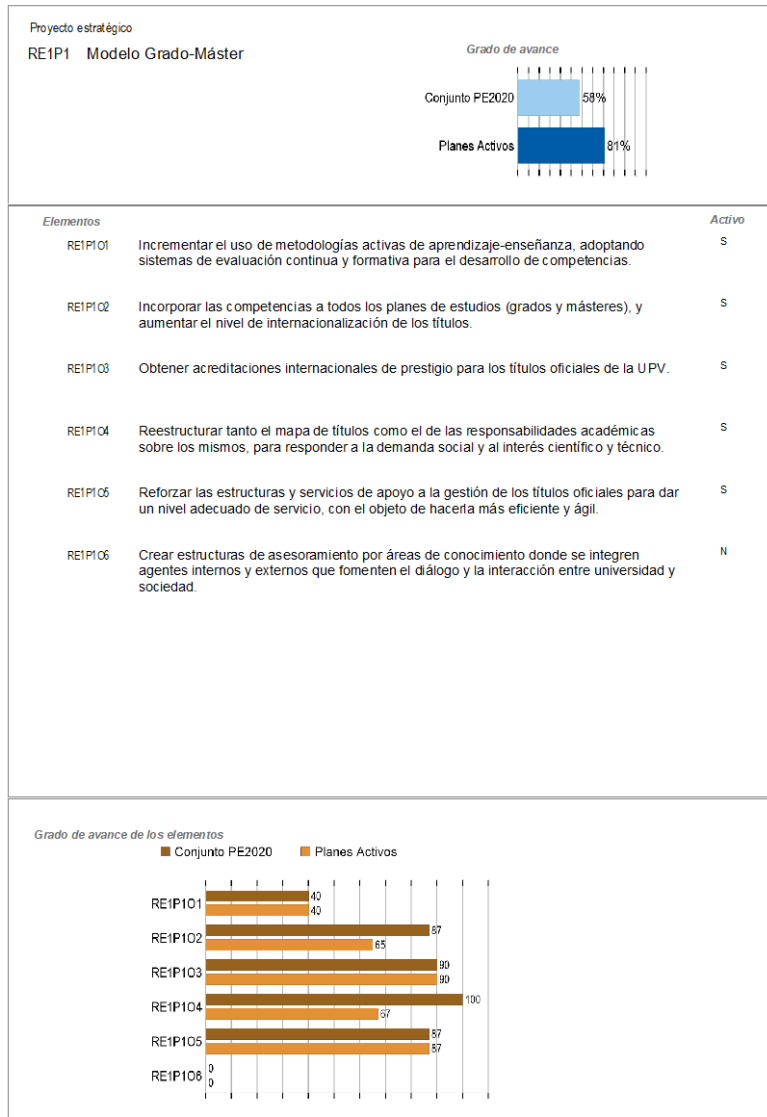 Proyecto estratégico
RE1P1 Modelo Grado-Máster
Grado de avance
Conjunto PE2020 58%
Planes Activos 81%
Elementos Activo
RE1P1O1 Incrementar el uso de metodologías activas de aprendizaje-enseñanza, adoptando S
sistemas de evaluación continua y formativa para el desarrollo de competencias.
RE1P1O2 Incorporar las competencias a todos los planes de estudios (grados y másteres), y S
aumentar el nivel de internacionalización de los títulos.
RE1P1O3 Obtener acreditaciones internacionales de prestigio para los títulos oficiales de la UPV. S
RE1P1O4 Reestructurar tanto el mapa de títulos como el de las responsabilidades académicas S
sobre los mismos, para responder a la demanda social y al interés científico y técnico.
RE1P1O5 Reforzar las estructuras y servicios de apoyo a la gestión de los títulos oficiales para dar S
un nivel adecuado de servicio, con el objeto de hacerla más eficiente y ágil.
RE1P1O6 Crear estructuras de asesoramiento por áreas de conocimiento donde se integren N
agentes internos y externos que fomenten el diálogo y la interacción entre universidad y
sociedad.
Grado de avance de los elementos
Conjunto PE2020 Planes Activos
RE1P1O1 40
40
RE1P1O2 87
65
RE1P1O3 90
90
RE1P1O4 100
67
RE1P1O5 87
87
RE1P1O6 0
0